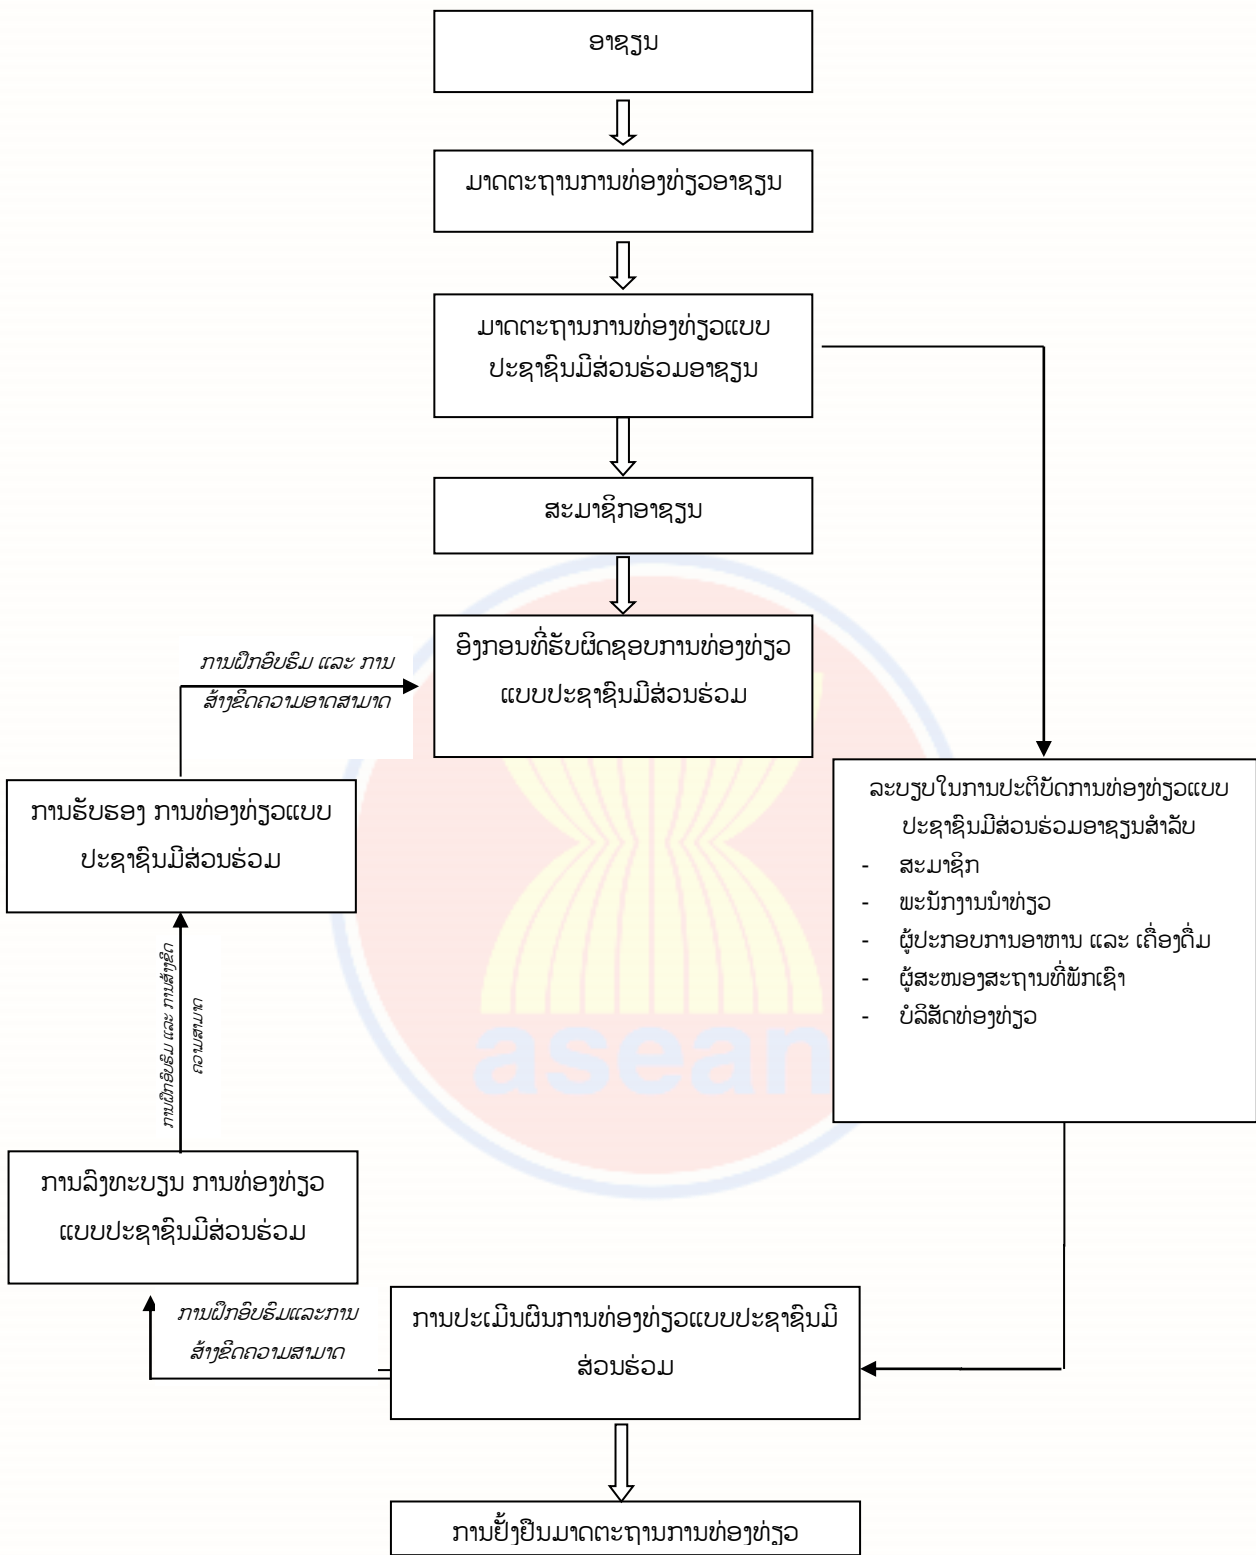 ອາຊຽນ
ມາດຕະຖານການທ່ອງທ່ຽວອາຊຽນ
ມາດຕະຖານການທ່ອງທ່ຽວແບບ
ປະຊາຊົນມີສ່ວນຮ່ວມອາຊຽນ
ສະມາຊິກອາຊຽນ
ອົງກອນທີ່ຮັບຜິດຊອບການທ່ອງທ່ຽວ
ແບບປະຊາຊົນມີສ່ວນຮ່ວມ
ການຝຶກອົບຮົມ ແລະ ການ
ສ້າງຂິດຄວາມອາດສາມາດ
ການຮັບຮອງ ການທ່ອງທ່ຽວແບບ
ປະຊາຊົນມີສ່ວນຮ່ວມ
ລະບຽບໃນການປະຕິບັດການທ່ອງທ່ຽວແບບ
ປະຊາຊົນມີສ່ວນຮ່ວມອາຊຽນສຳລັບ
- ສະມາຊິກ
- ພະນັກງານນຳທ່ຽວ
- ຜູ້ປະກອບການອາຫານ ແລະ ເຄື່ອງດື່ມ
- ຜູ້ສະໜອງສະຖານທີ່ພັກເຊົາ
- ບໍລິສັດທ່ອງທ່ຽວ
ການຝຶກອົບຮົມ ແລະ ການສ້າງຂິດ
ຄວາມສາມາດ
asean
ການລົງທະບຽນ ການທ່ອງທ່ຽວ
ແບບປະຊາຊົນມີສ່ວນຮ່ວມ
ການຝຶກອົບຮົມແລະການ
ສ້າງຂິດຄວາມສາມາດ
ການປະເມີນຜົນການທ່ອງທ່ຽວແບບປະຊາຊົນມີ
ສ່ວນຮ່ວມ
ການຢັ້ງຢືນມາດຕະຖານການທ່ອງທ່ຽວ